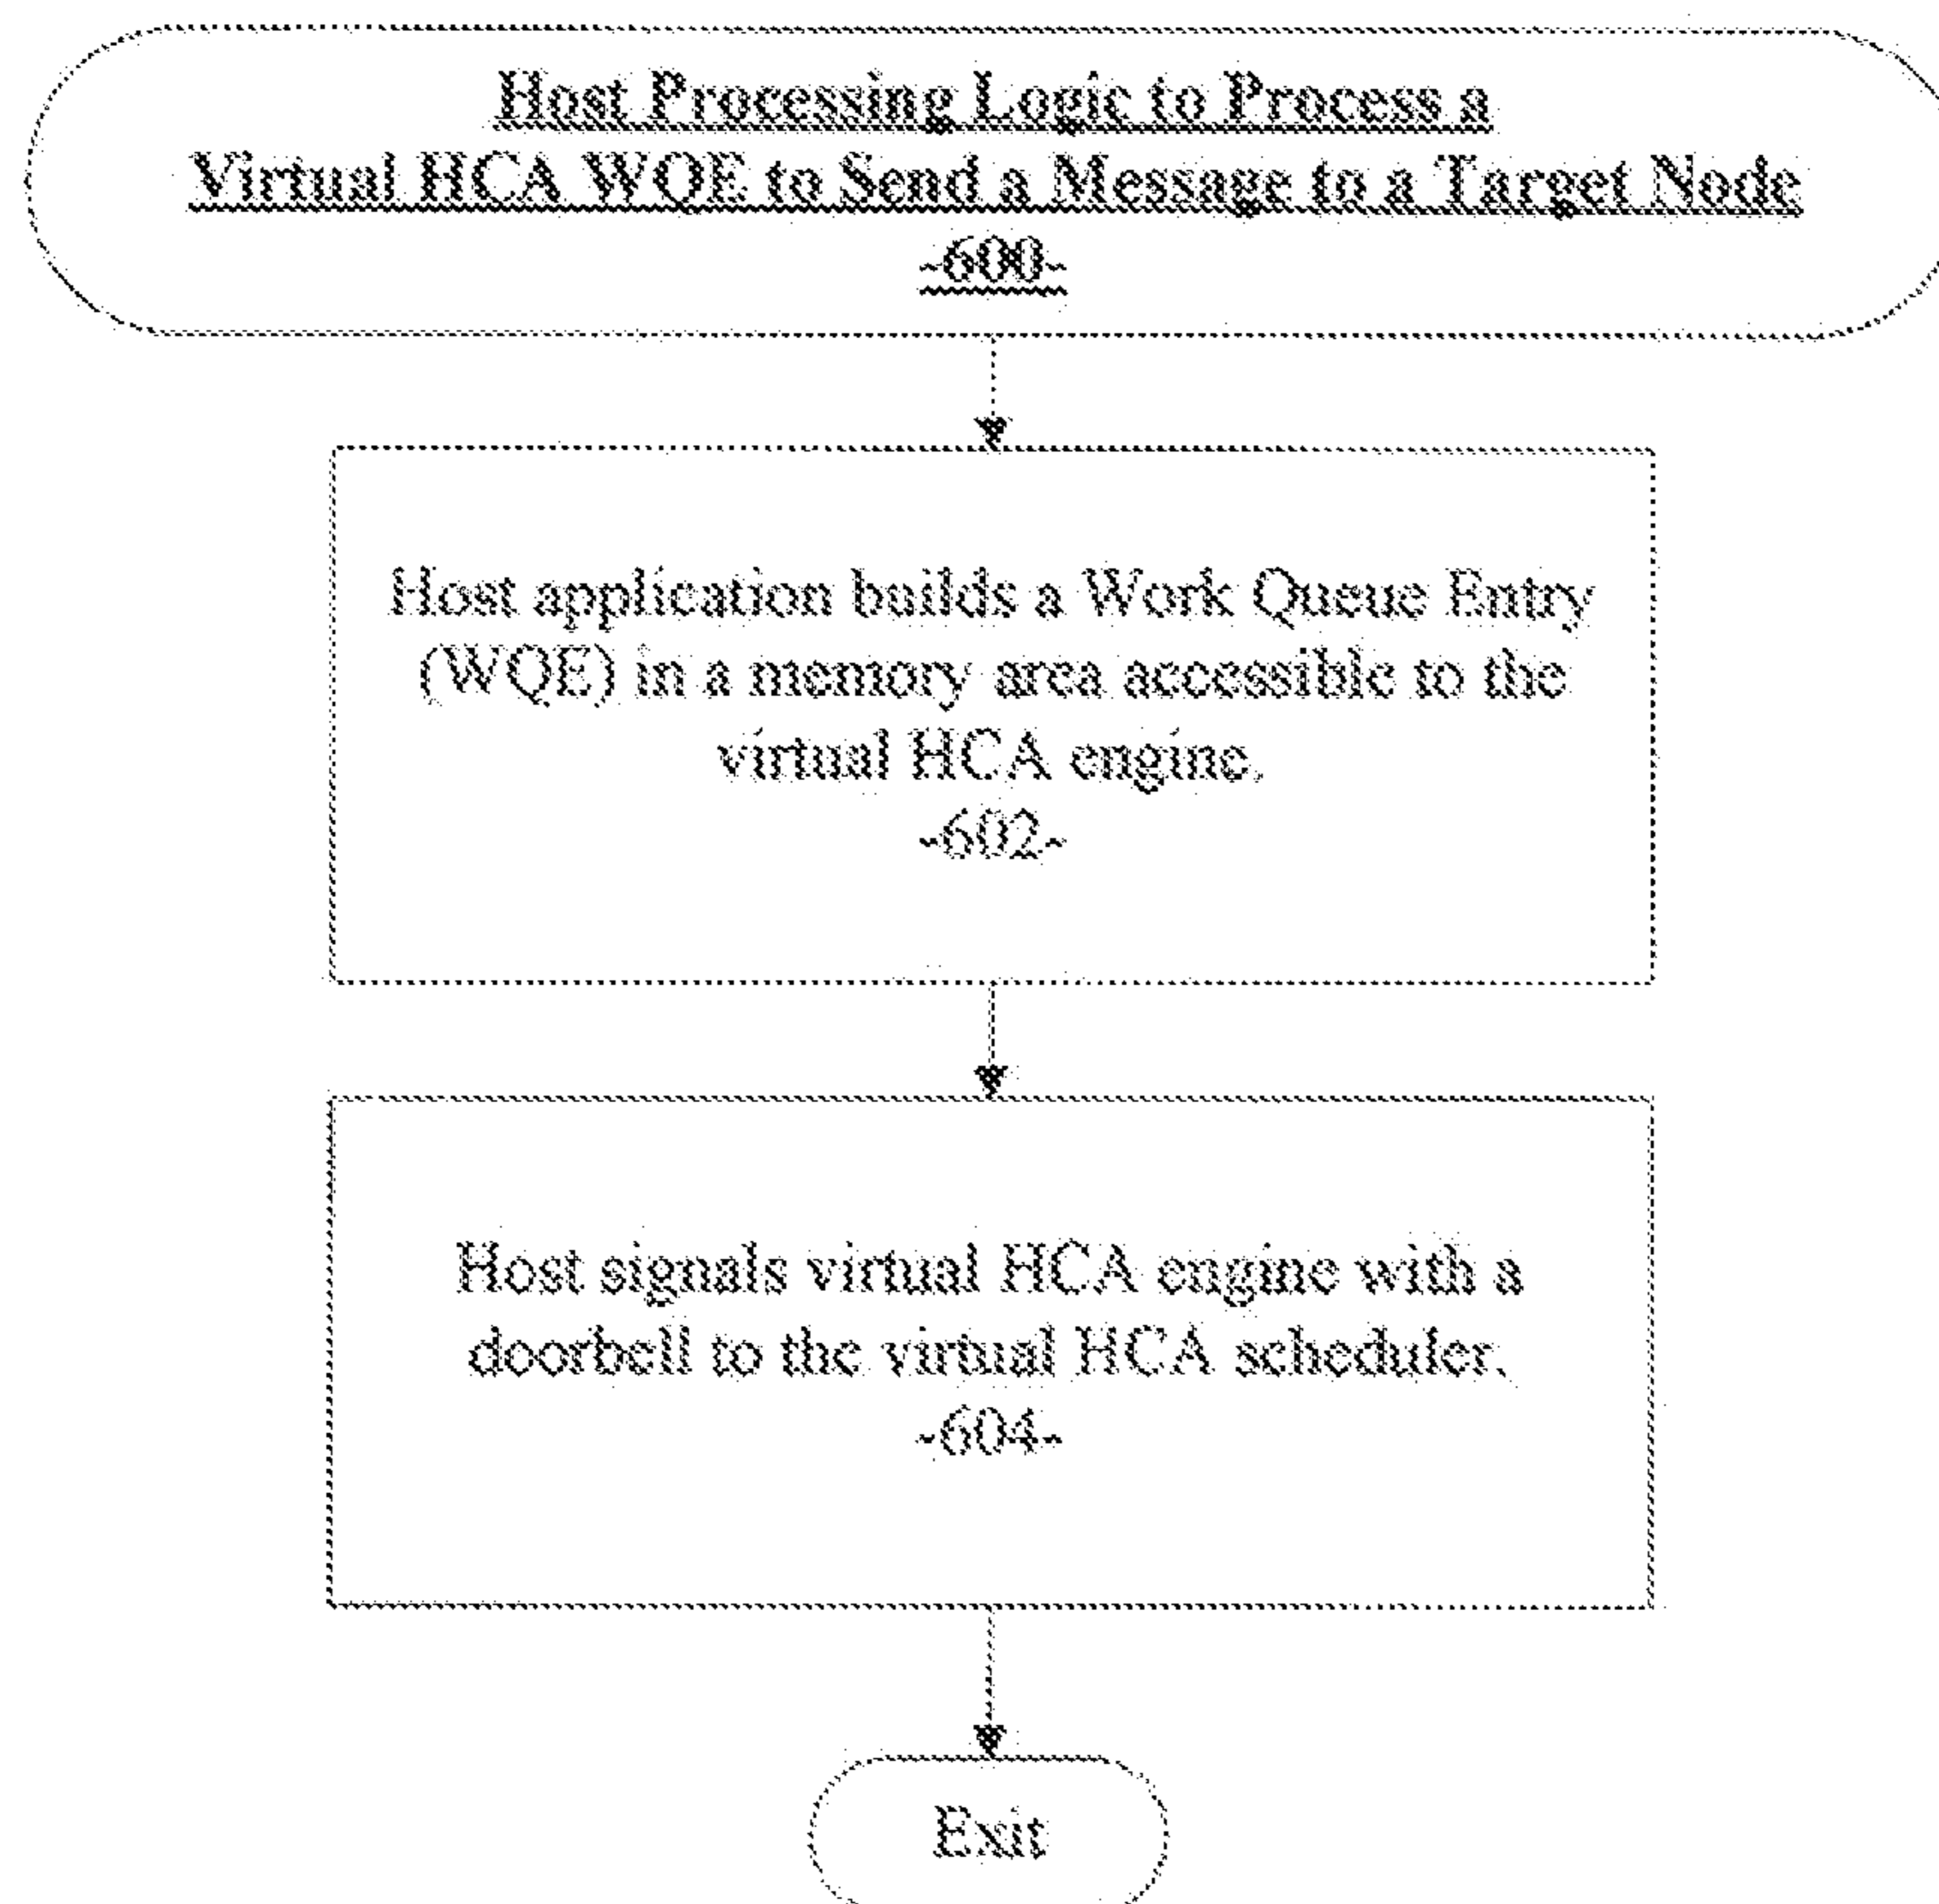 Host Processing Logic to Process a
Virtual HCA WQE to Send a Message to a Target Node
-600-
Host application builds a Work Queue Entry
(WQE) in a memory area accessible to the
virtual HCA engine.
-602-
Host signals virtual HCA engine with a
doorbell to the virtual HCA scheduler.
-604-
Exit